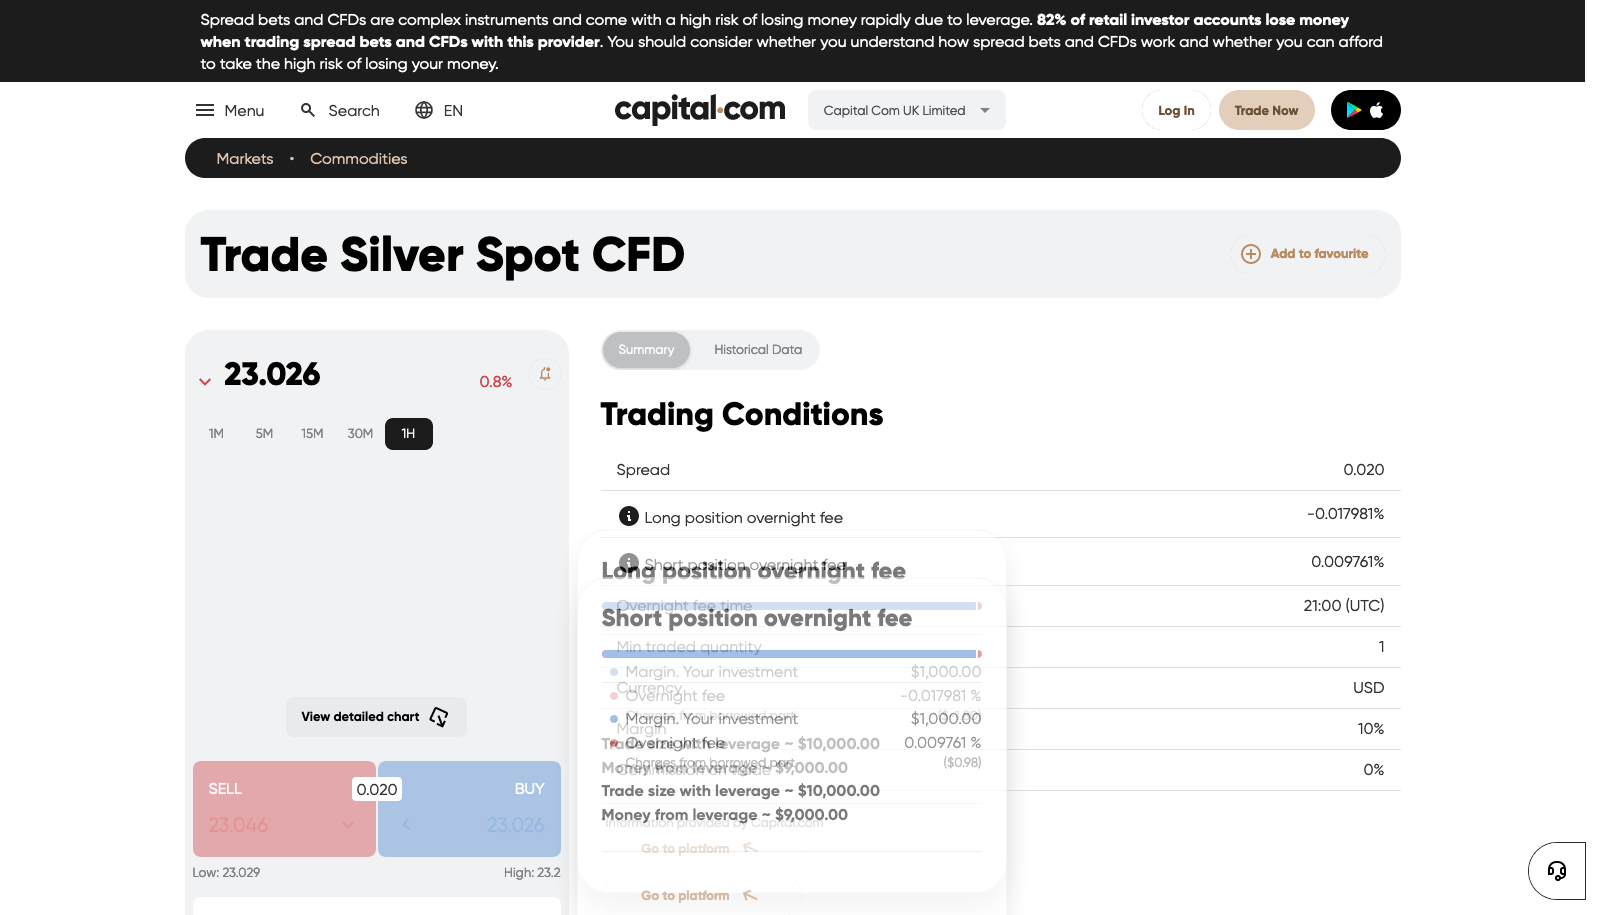 Spread bets and CFDs are complex instruments and come with a high risk of losing money rapidly due to leverage. 82% of retail investor accounts lose money
when trading spread bets and CFDs with this provider. You should consider whether you understand how spread bets and CFDs work and whether you can afford
to take the high risk of losing your money.
Menu
Search
EN
capital.com
Capital Com UK Limited
Log In
Trade Now
Markets • Commodities
Trade Silver Spot CFD
Add to favourite
23.026
0.8%
1M 5M 15M 30M 1H
View detailed chart
SELL
0.020
BUY
23.046
23.026
Low: 23.029
High: 23.2
Summary
Historical Data
Trading Conditions
Spread 0.020
Long position overnight fee -0.017981%
Short position overnight fee 0.009761%
Overnight fee time 21:00 (UTC)
Min traded quantity 1
Currency USD
Margin 10%
Commission on trade 0%
Long position overnight fee
Margin. Your investment $1,000.00
Overnight fee -0.017981 %
Charges from borrowed part
Trade size with leverage ~ $10,000.00
Money from leverage ~ $9,000.00
Information provided by Capital.com
Go to platform
Short position overnight fee
Margin. Your investment $1,000.00
Overnight fee 0.009761 %
Charges from borrowed part ($0.98)
Trade size with leverage ~ $10,000.00
Money from leverage ~ $9,000.00
Go to platform